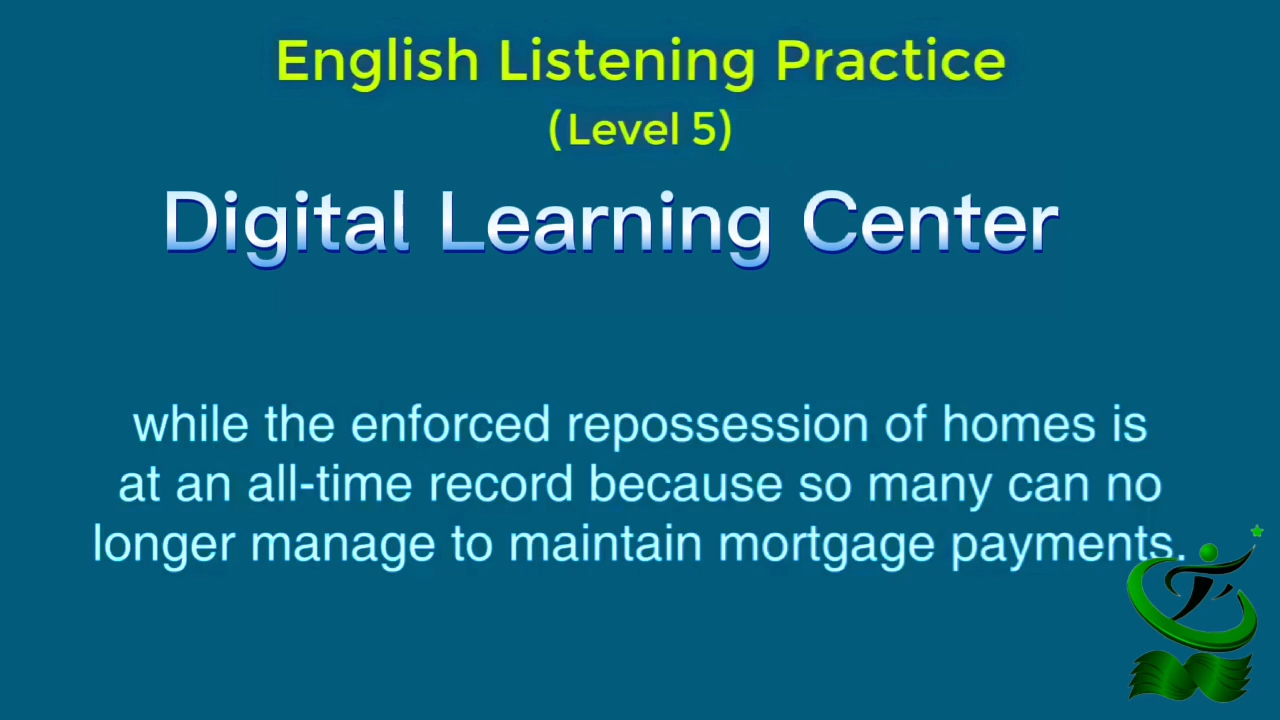 English Listening Practice
(Level 5)
Digital Learning Center
while the enforced repossession of homes is
at an all-time record because so many can no
longer manage to maintain mortgage payments.